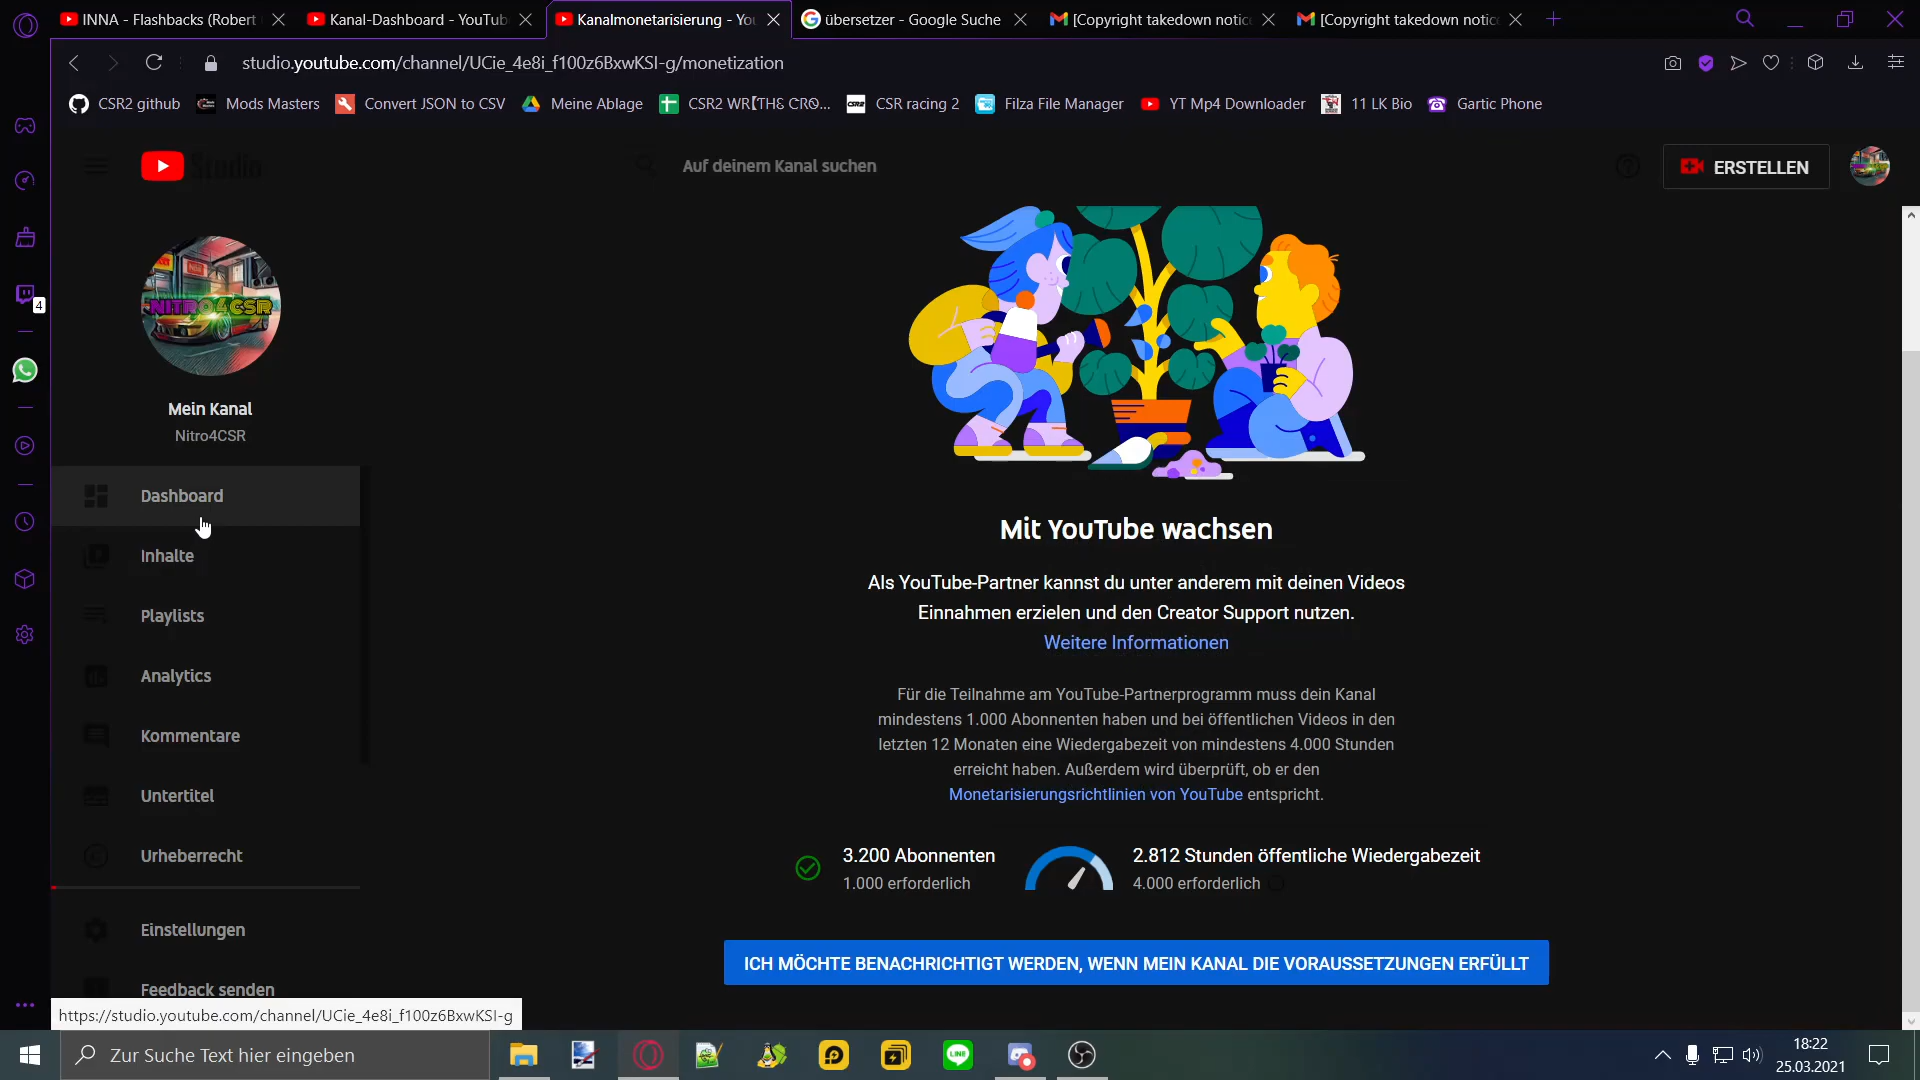 INNA - Flashbacks (Robert
Kanal-Dashboard - YouTub
Kanalmonetarisierung - You
übersetzer - Google Suche
[Copyright takedown notic
[Copyright takedown notic
studio.youtube.com/channel/UCie_4e8i_f100z6BxwKSI-g/monetization
CSR2 github
Mods Masters
Convert JSON to CSV
Meine Ablage
CSR2 WR
CSR racing 2
Filza File Manager
YT Mp4 Downloader
11 LK Bio
Gartic Phone
Studio
Auf deinem Kanal suchen
ERSTELLEN
4
NITRO4CSR
Mein Kanal
Nitro4CSR
Dashboard
Inhalte
Playlists
Analytics
Kommentare
Untertitel
Urheberrecht
Einstellungen
Feedback senden
https://studio.youtube.com/channel/UCie_4e8i_f100z6BxwKSI-g
Mit YouTube wachsen
Als YouTube-Partner kannst du unter anderem mit deinen Videos
Einnahmen erzielen und den Creator Support nutzen.
Weitere Informationen
Für die Teilnahme am YouTube-Partnerprogramm muss dein Kanal
mindestens 1.000 Abonnenten haben und bei öffentlichen Videos in den
letzten 12 Monaten eine Wiedergabezeit von mindestens 4.000 Stunden
erreicht haben. Außerdem wird überprüft, ob er den
Monetarisierungsrichtlinien von YouTube entspricht.
3.200 Abonnenten
1.000 erforderlich
2.812 Stunden öffentliche Wiedergabezeit
4.000 erforderlich
ICH MÖCHTE BENACHRICHTIGT WERDEN, WENN MEIN KANAL DIE VORAUSSETZUNGEN ERFÜLLT
Zur Suche Text hier eingeben
18:22
25.03.2021